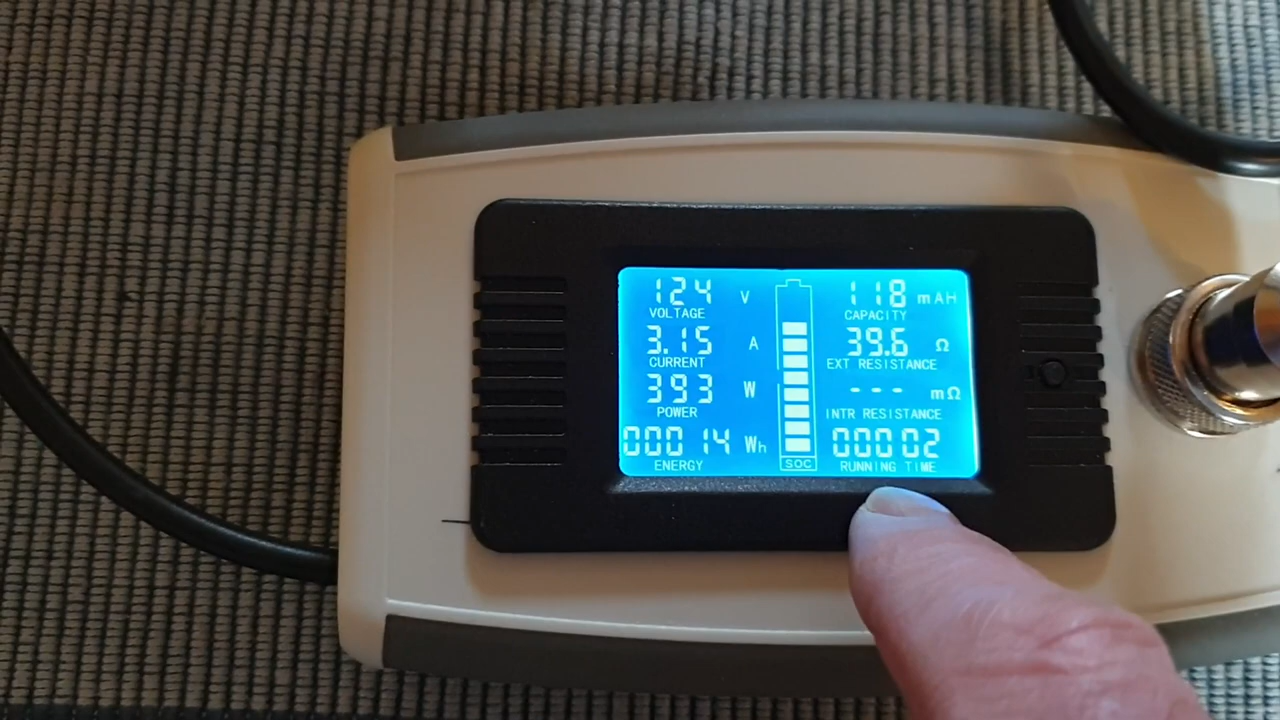 124 V
VOLTAGE
3.15 A
CURRENT
393 W
POWER
00014 Wh
ENERGY
SOC
118 mAH
CAPACITY
39.6 Ω
EXT RESISTANCE
--- mΩ
INTR RESISTANCE
00002
RUNNING TIME